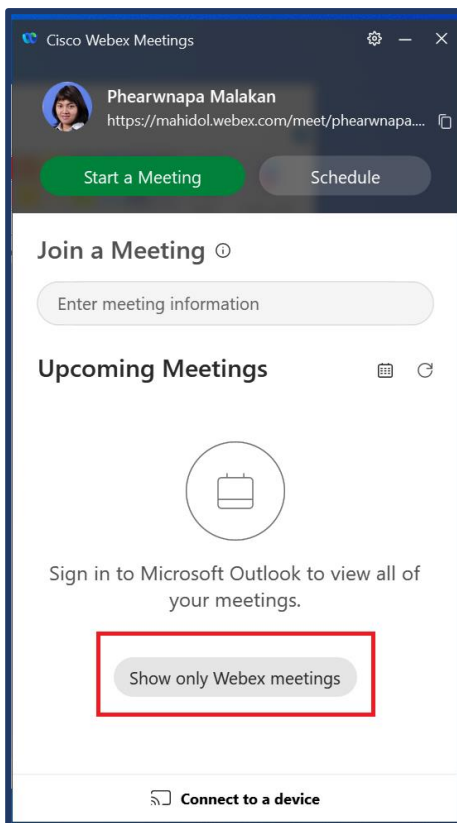 Cisco Webex Meetings
Phearwnapa Malakan
https://mahidol.webex.com/meet/phearwnapa....
Start a Meeting
Schedule
Join a Meeting
Enter meeting information
Upcoming Meetings
Sign in to Microsoft Outlook to view all of
your meetings.
Show only Webex meetings
Connect to a device